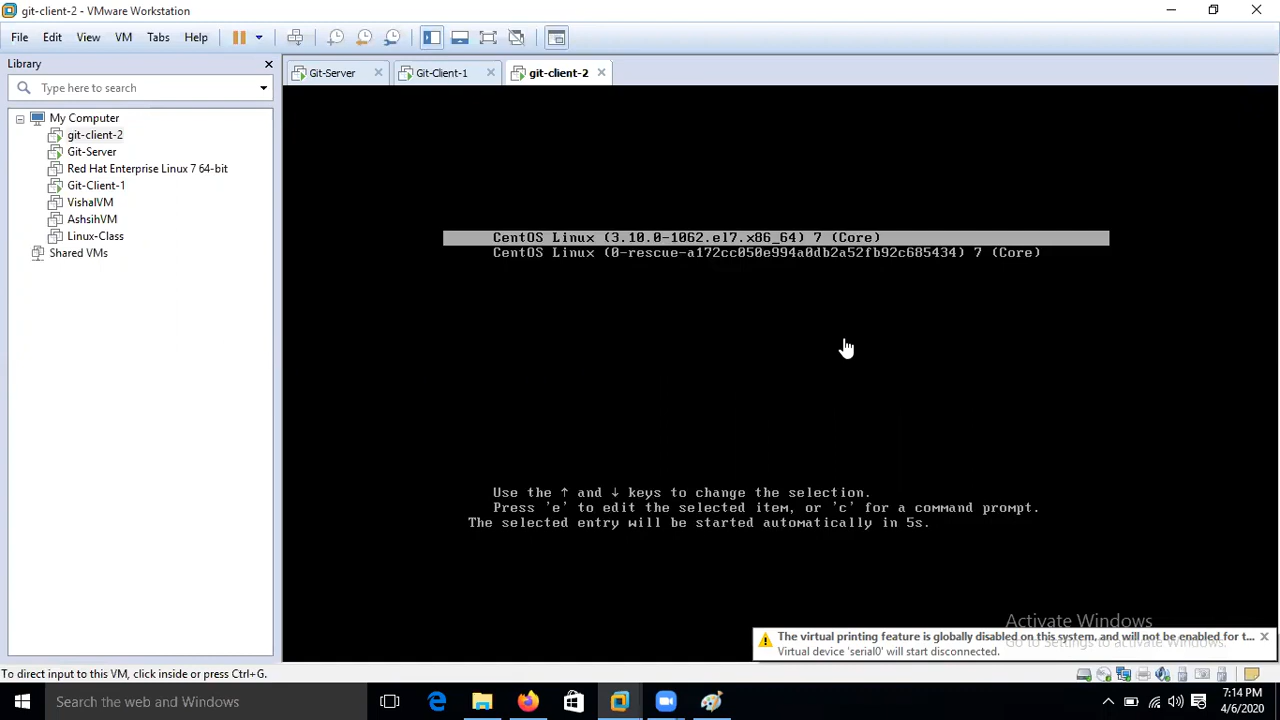 git-client-2 - VMware Workstation
File Edit View VM Tabs Help
Library
Type here to search
My Computer
git-client-2
Git-Server
Red Hat Enterprise Linux 7 64-bit
Git-Client-1
VishalVM
AshsihVM
Linux-Class
Shared VMs
Git-Server Git-Client-1 git-client-2
CentOS Linux (3.10.0-1062.el7.x86_64) 7 (Core)
CentOS Linux (0-rescue-a172cc050e994a0db2a52fb92c685434) 7 (Core)
Use the ↑ and ↓ keys to change the selection.
Press 'e' to edit the selected item, or 'c' for a command prompt.
The selected entry will be started automatically in 5s.
Activate Windows
Go to Settings to activate Windows.
The virtual printing feature is globally disabled on this system, and will not be enabled for t...
Virtual device 'serial0' will start disconnected.
To direct input to this VM, click inside or press Ctrl+G.
Search the web and Windows
7:14 PM
4/6/2020